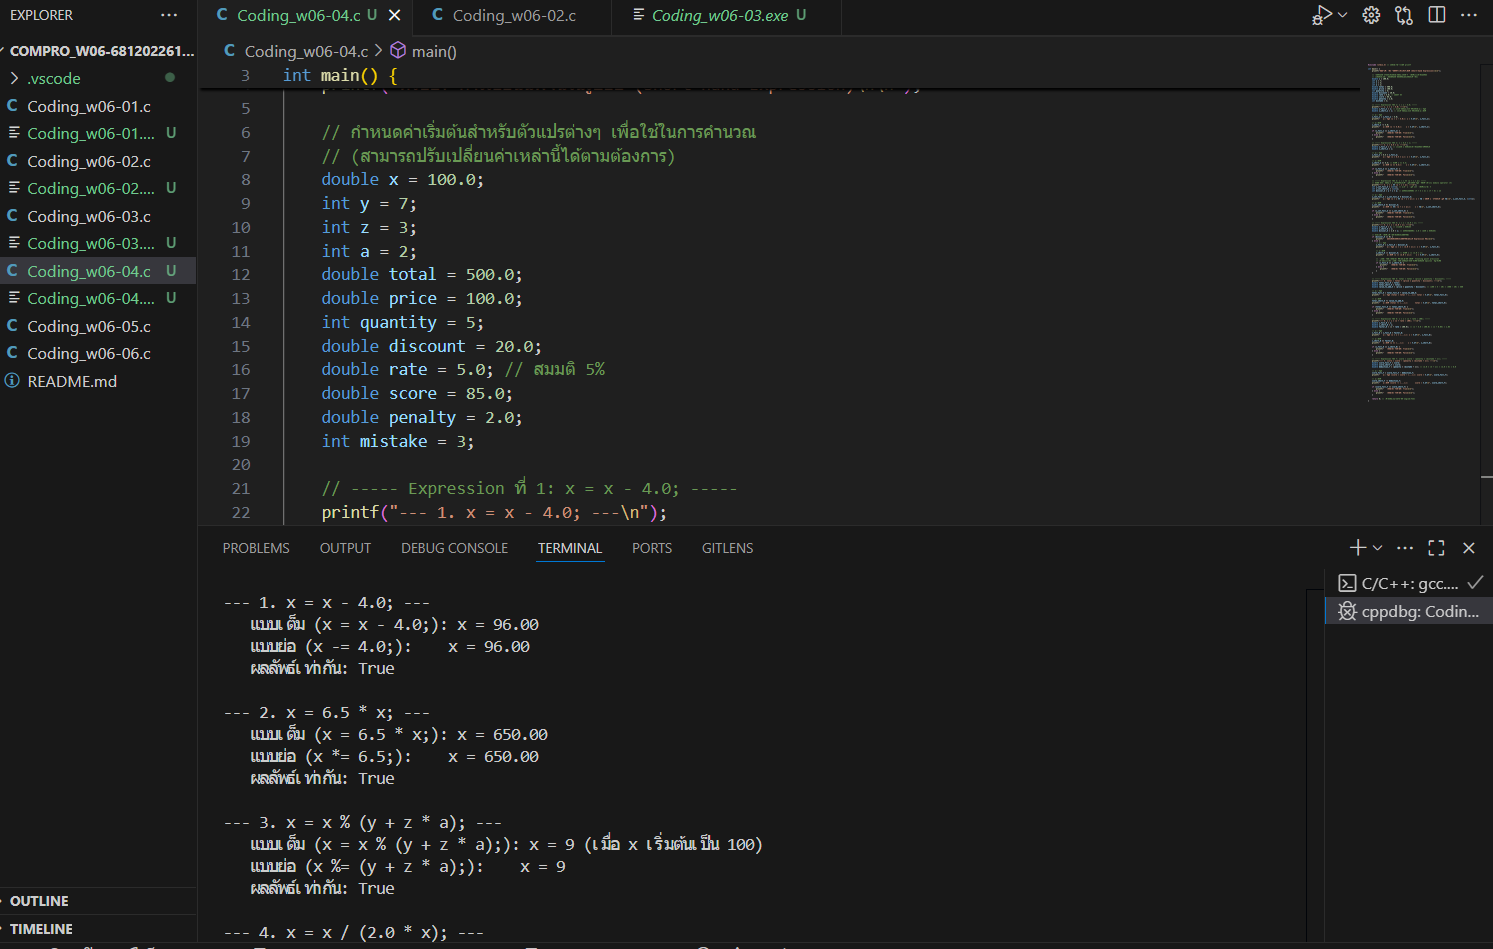 EXPLORER
COMPRO_W06-681202261...
.vscode
Coding_w06-01.c
Coding_w06-01.... U
Coding_w06-02.c
Coding_w06-02.... U
Coding_w06-03.c
Coding_w06-03.... U
Coding_w06-04.c U
Coding_w06-04.... U
Coding_w06-05.c
Coding_w06-06.c
README.md
OUTLINE
TIMELINE
Coding_w06-04.c U
Coding_w06-02.c
Coding_w06-03.exe U
Coding_w06-04.c > main()
3 int main() {
5
6 // กำหนดค่าเริ่มต้นสำหรับตัวแปรต่างๆ เพื่อใช้ในการคำนวณ
7 // (สามารถปรับเปลี่ยนค่าเหล่านี้ได้ตามต้องการ)
8 double x = 100.0;
9 int y = 7;
10 int z = 3;
11 int a = 2;
12 double total = 500.0;
13 double price = 100.0;
14 int quantity = 5;
15 double discount = 20.0;
16 double rate = 5.0; // สมมติ 5%
17 double score = 85.0;
18 double penalty = 2.0;
19 int mistake = 3;
20
21 // ----- Expression ที่ 1: x = x - 4.0; -----
22 printf("--- 1. x = x - 4.0; ---\n");
PROBLEMS OUTPUT DEBUG CONSOLE TERMINAL PORTS GITLENS
--- 1. x = x - 4.0; ---
แบบเต็ม (x = x - 4.0;): x = 96.00
แบบย่อ (x -= 4.0;): x = 96.00
ผลลัพธ์เท่ากัน: True
--- 2. x = 6.5 * x; ---
แบบเต็ม (x = 6.5 * x;): x = 650.00
แบบย่อ (x *= 6.5;): x = 650.00
ผลลัพธ์เท่ากัน: True
--- 3. x = x % (y + z * a); ---
แบบเต็ม (x = x % (y + z * a);): x = 9 (เมื่อ x เริ่มต้นเป็น 100)
แบบย่อ (x %= (y + z * a);): x = 9
ผลลัพธ์เท่ากัน: True
--- 4. x = x / (2.0 * x); ---
C/C++: gcc....
cppdbg: Codin...